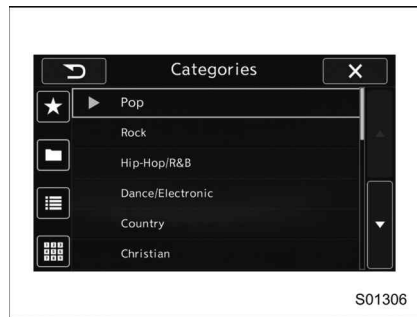 Categories
Pop
Rock
Hip-Hop/R&B
Dance/Electronic
Country
Christian
S01306